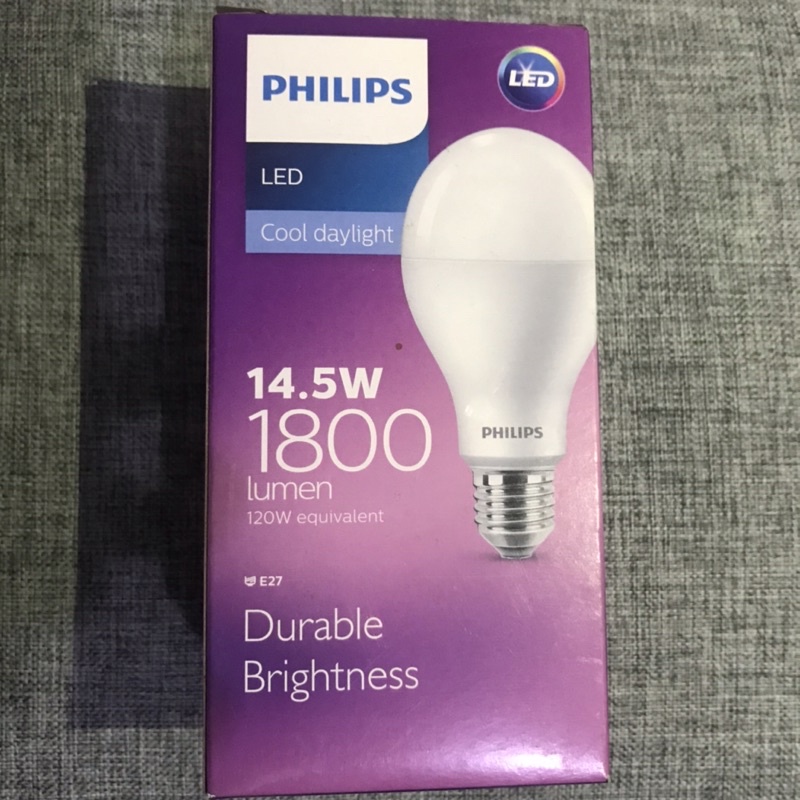 PHILIPS
LED
LED
Cool daylight
14.5W
1800
lumen
120W equivalent
PHILIPS
E27
Durable
Brightness